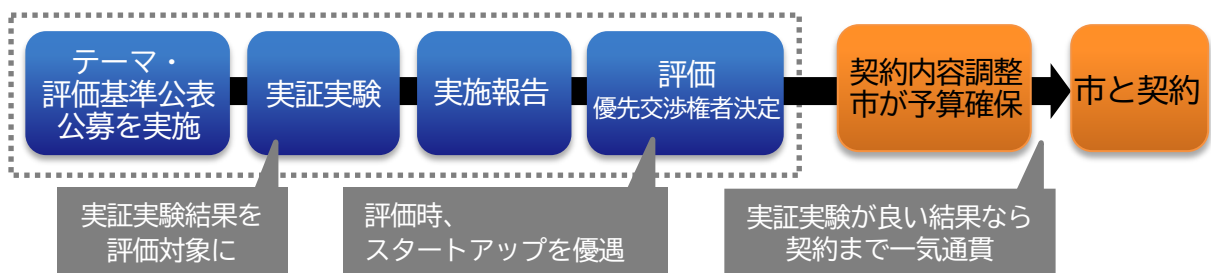 テーマ・
評価基準公表
公募を実施
実証実験
実施報告
評価
優先交渉権者決定
契約内容調整
市が予算確保
市と契約
実証実験結果を
評価対象に
評価時、
スタートアップを優遇
実証実験が良い結果なら
契約まで一気通貫